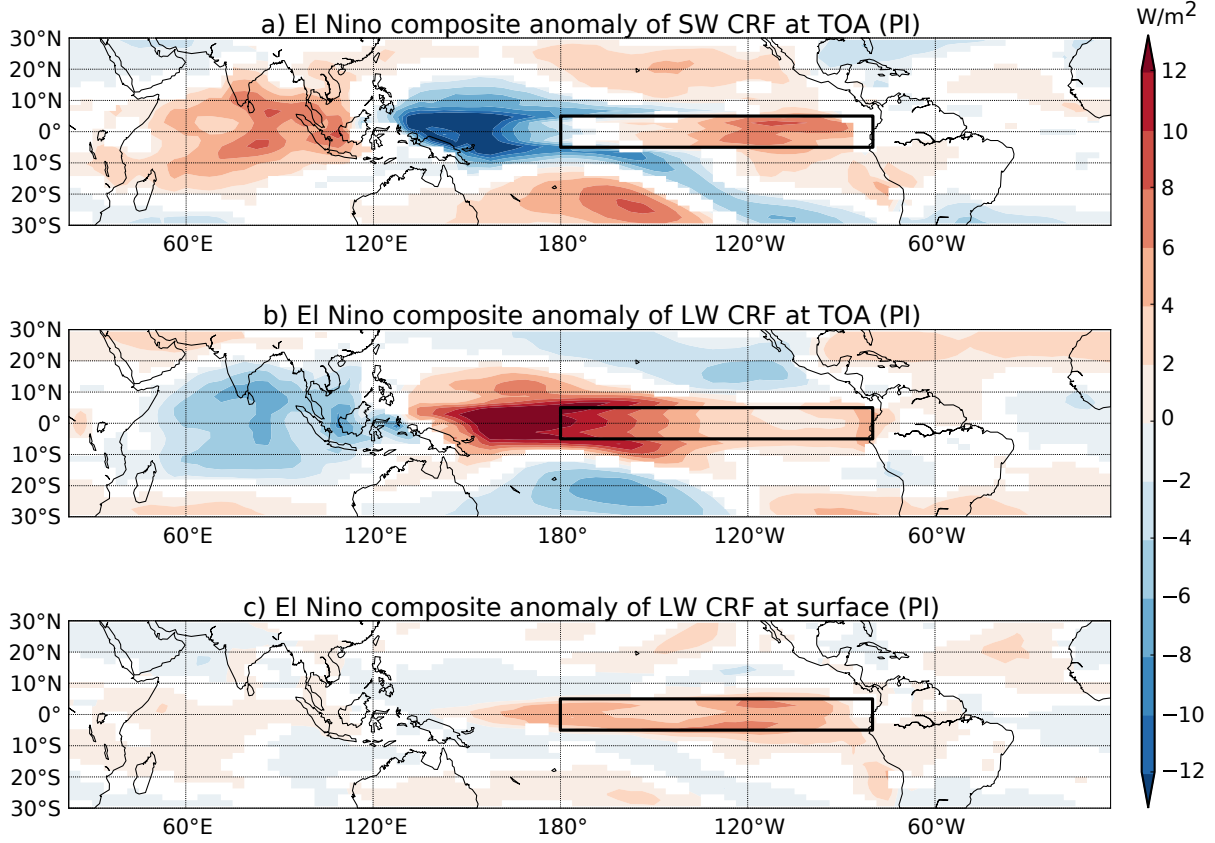 W/m²
a) El Nino composite anomaly of SW CRF at TOA (PI)
30°N
20°N
10°N
0°
10°S
20°S
30°S
60°E 120°E 180° 120°W 60°W
b) El Nino composite anomaly of LW CRF at TOA (PI)
30°N
20°N
10°N
0°
10°S
20°S
30°S
60°E 120°E 180° 120°W 60°W
c) El Nino composite anomaly of LW CRF at surface (PI)
30°N
20°N
10°N
0°
10°S
20°S
30°S
60°E 120°E 180° 120°W 60°W
12
10
8
6
4
2
0
−2
−4
−6
−8
−10
−12